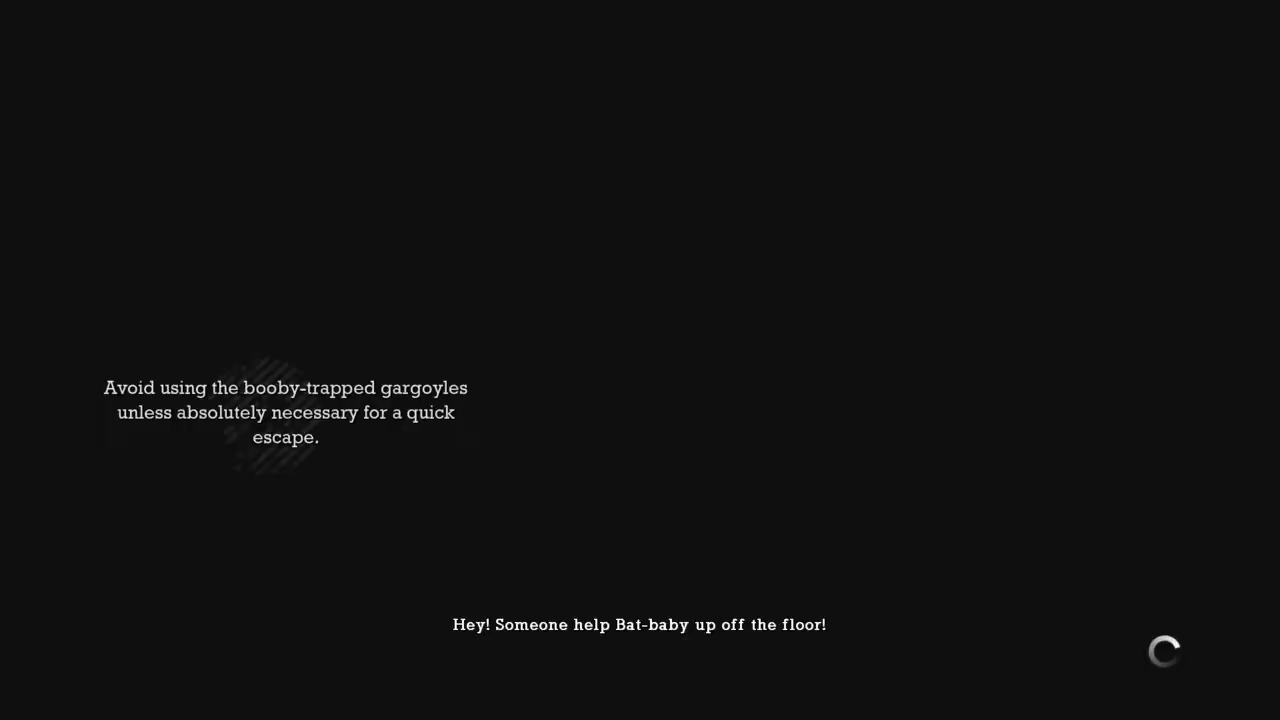 Avoid using the booby-trapped gargoyles
unless absolutely necessary for a quick
escape.
Hey! Someone help Bat-baby up off the floor!